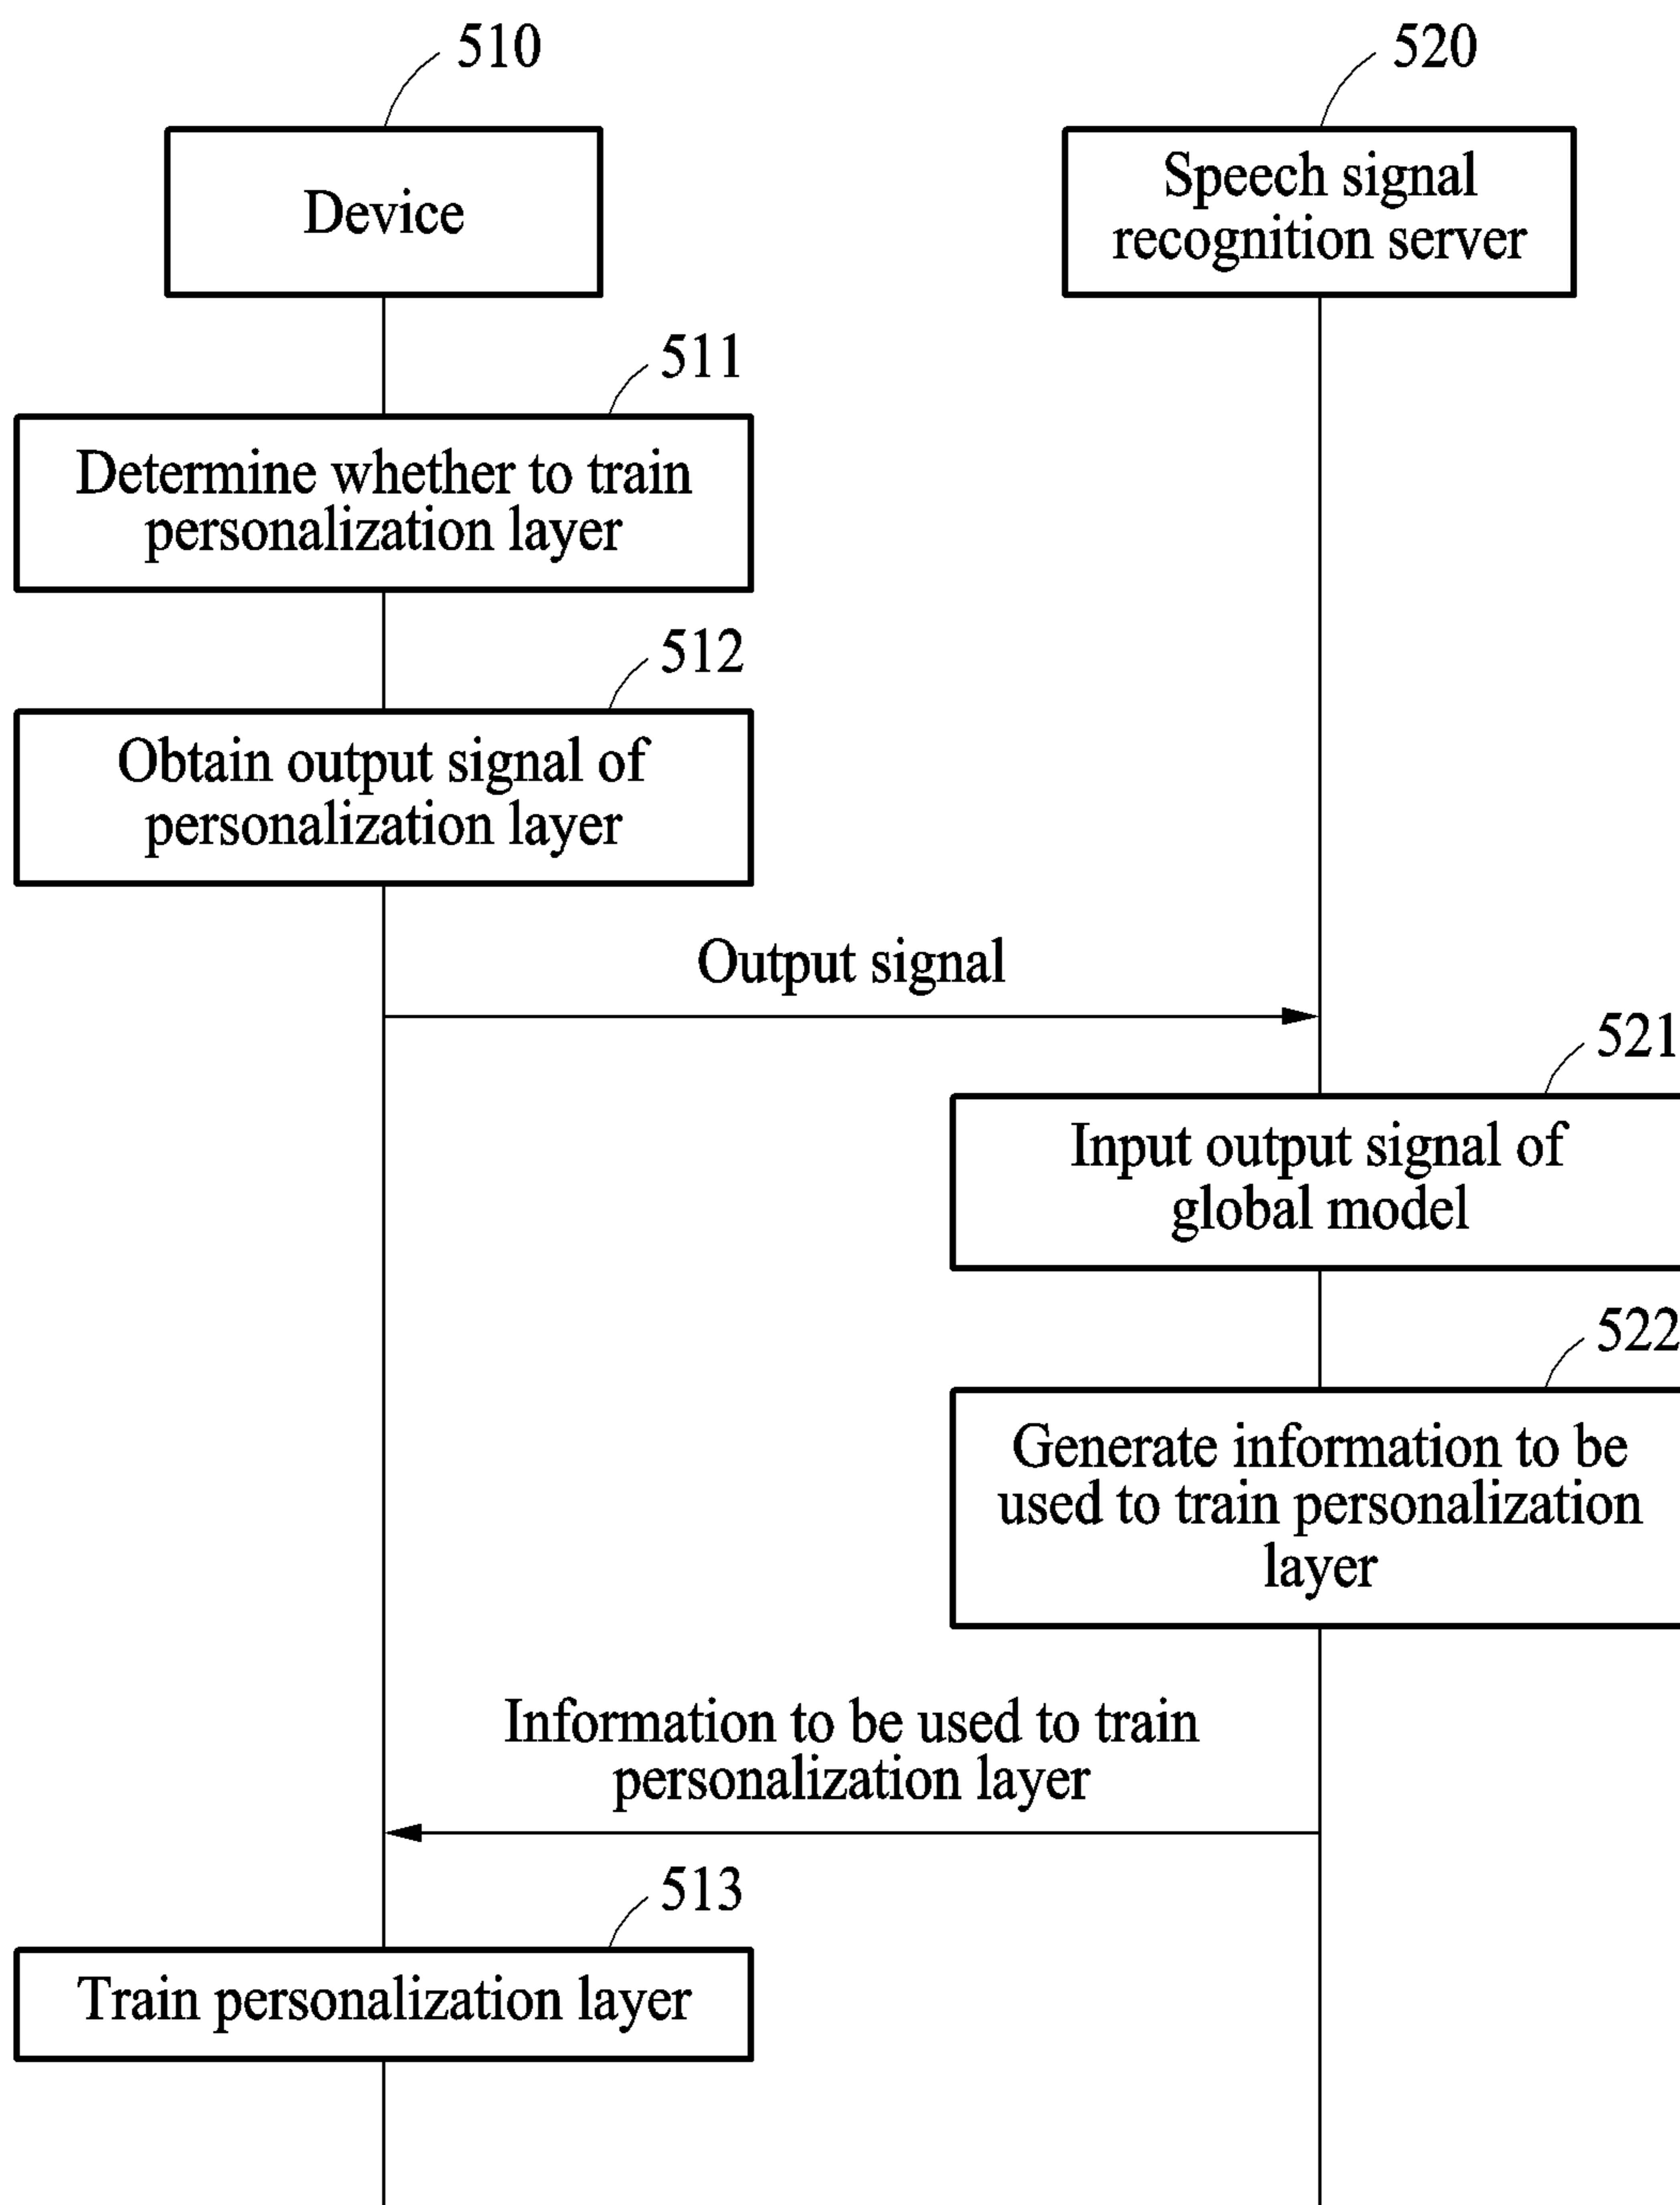 510
520
Device
Speech signal
recognition server
511
Determine whether to train
personalization layer
512
Obtain output signal of
personalization layer
Output signal
521
Input output signal of
global model
522
Generate information to be
used to train personalization
layer
Information to be used to train
personalization layer
513
Train personalization layer